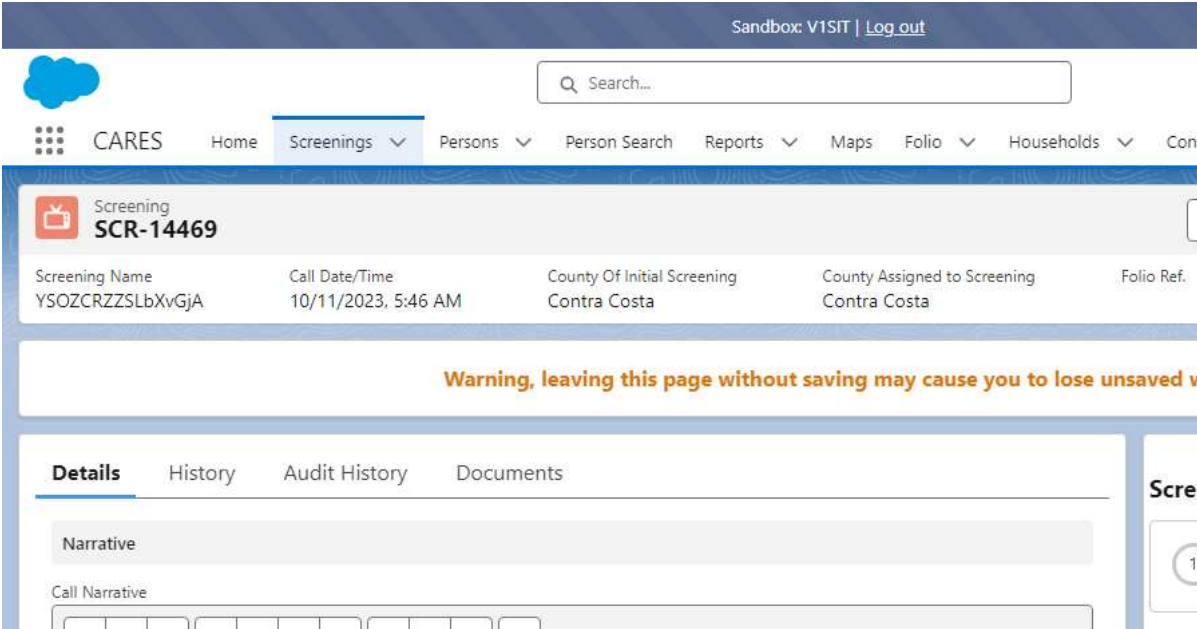 Sandbox: V1SIT | Log out
Search...
CARES Home Screenings Persons Person Search Reports Maps Folio Households Con
Screening
SCR-14469
Screening Name Call Date/Time County Of Initial Screening County Assigned to Screening Folio Ref.
YSOZCRZZSLbXvGjA 10/11/2023, 5:46 AM Contra Costa Contra Costa
Warning, leaving this page without saving may cause you to lose unsaved
Details History Audit History Documents
Scre
Narrative
1
Call Narrative